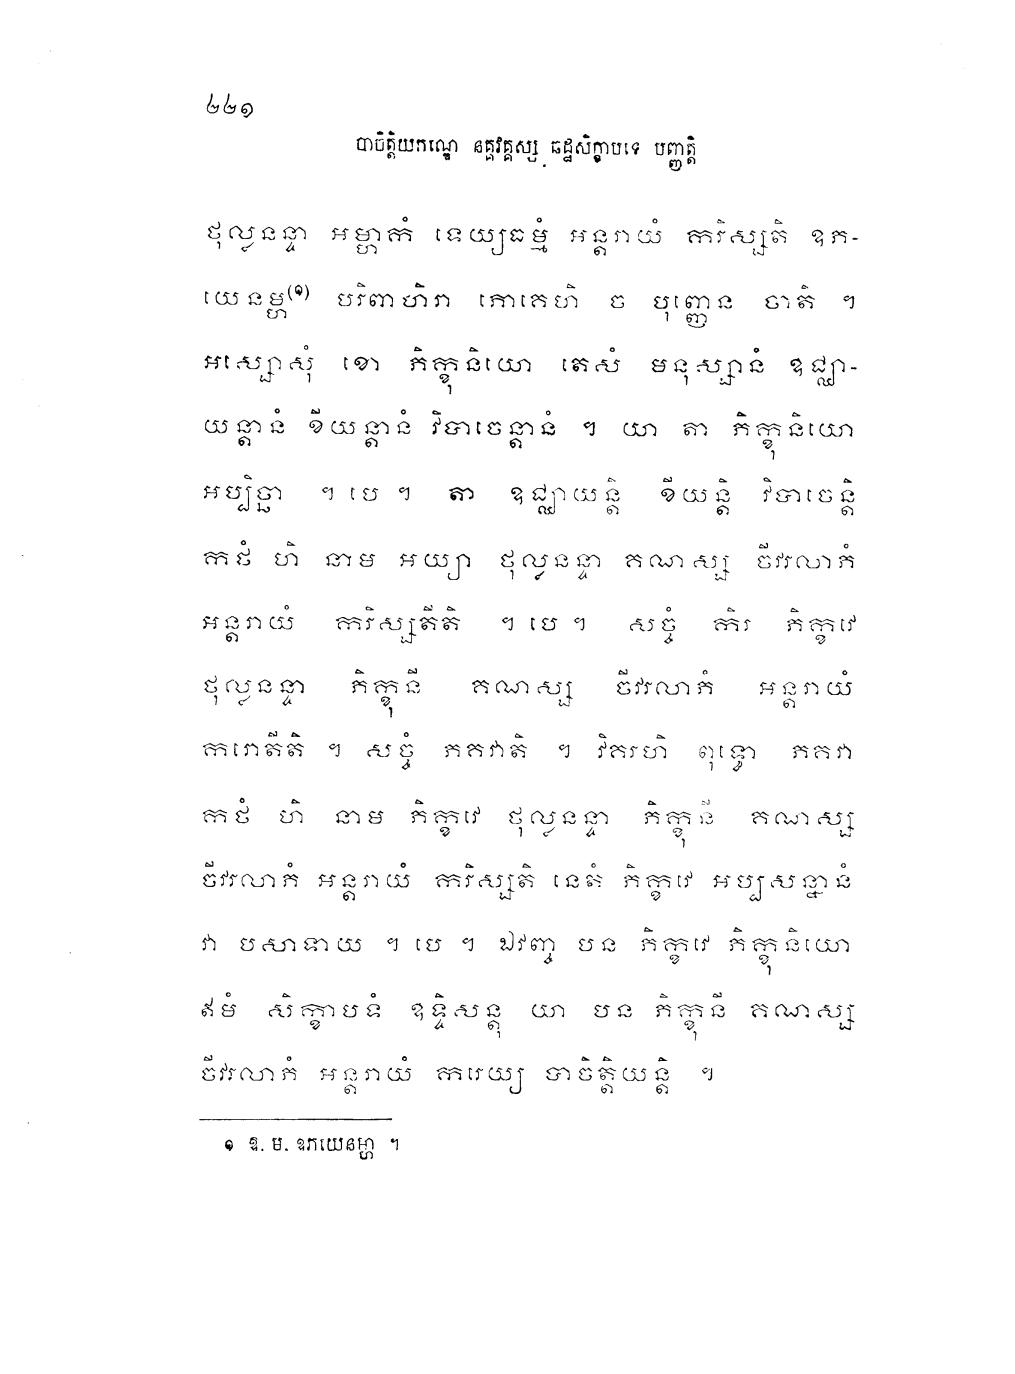 ២២១
បាចិត្តិយកណ្ឌេ នគ្គវគ្គស្ស ឆដ្ឋសិក្ខាបទេ បញ្ញត្តិ
ថុល្លនន្ទា អម្ហាកំ ទេយ្យធម្មំ អន្តរាយំ ករិស្សតិ ឧភ-
យេនម្ហ(១) បរិពាហិរា ភោគេហិ ច បុញ្ញេន ចាតិ ។
អស្សោសុំ ខោ ភិក្ខុនិយោ តេសំ មនុស្សានំ ឧជ្ឈា-
យន្តានំ ខីយន្តានំ វិបាចេន្តានំ ។ យា តា ភិក្ខុនិយោ
អប្បិច្ឆា ។ បេ ។ តា ឧជ្ឈាយន្តិ ខីយន្តិ វិបាចេន្តិ
កថំ ហិ នាម អយ្យា ថុល្លនន្ទា គណស្ស ចីវរលាភំ
អន្តរាយំ ករិស្សតីតិ ។ បេ ។ សច្ចំ កិរ ភិក្ខវេ
ថុល្លនន្ទា ភិក្ខុនី គណស្ស ចីវរលាភំ អន្តរាយំ
ករោតីតិ ។ សច្ចំ ភគវាតិ ។ វិគរហិ ពុទ្ធោ ភគវា
កថំ ហិ នាម ភិក្ខវេ ថុល្លនន្ទា ភិក្ខុនី គណស្ស
ចីវរលាភំ អន្តរាយំ ករិស្សតិ នេតំ ភិក្ខវេ អប្បសន្នានំ
វា បសាទាយ ។ បេ ។ ឯវញ្ច បន ភិក្ខវេ ភិក្ខុនិយោ
ឥមំ សិក្ខាបទំ ឧទ្ទិសន្តុ យា បន ភិក្ខុនី គណស្ស
ចីវរលាភំ អន្តរាយំ ករេយ្យ បាចិត្តិយន្តិ ។
១ ឱ. ម. ឧភយេនម្ហា ។